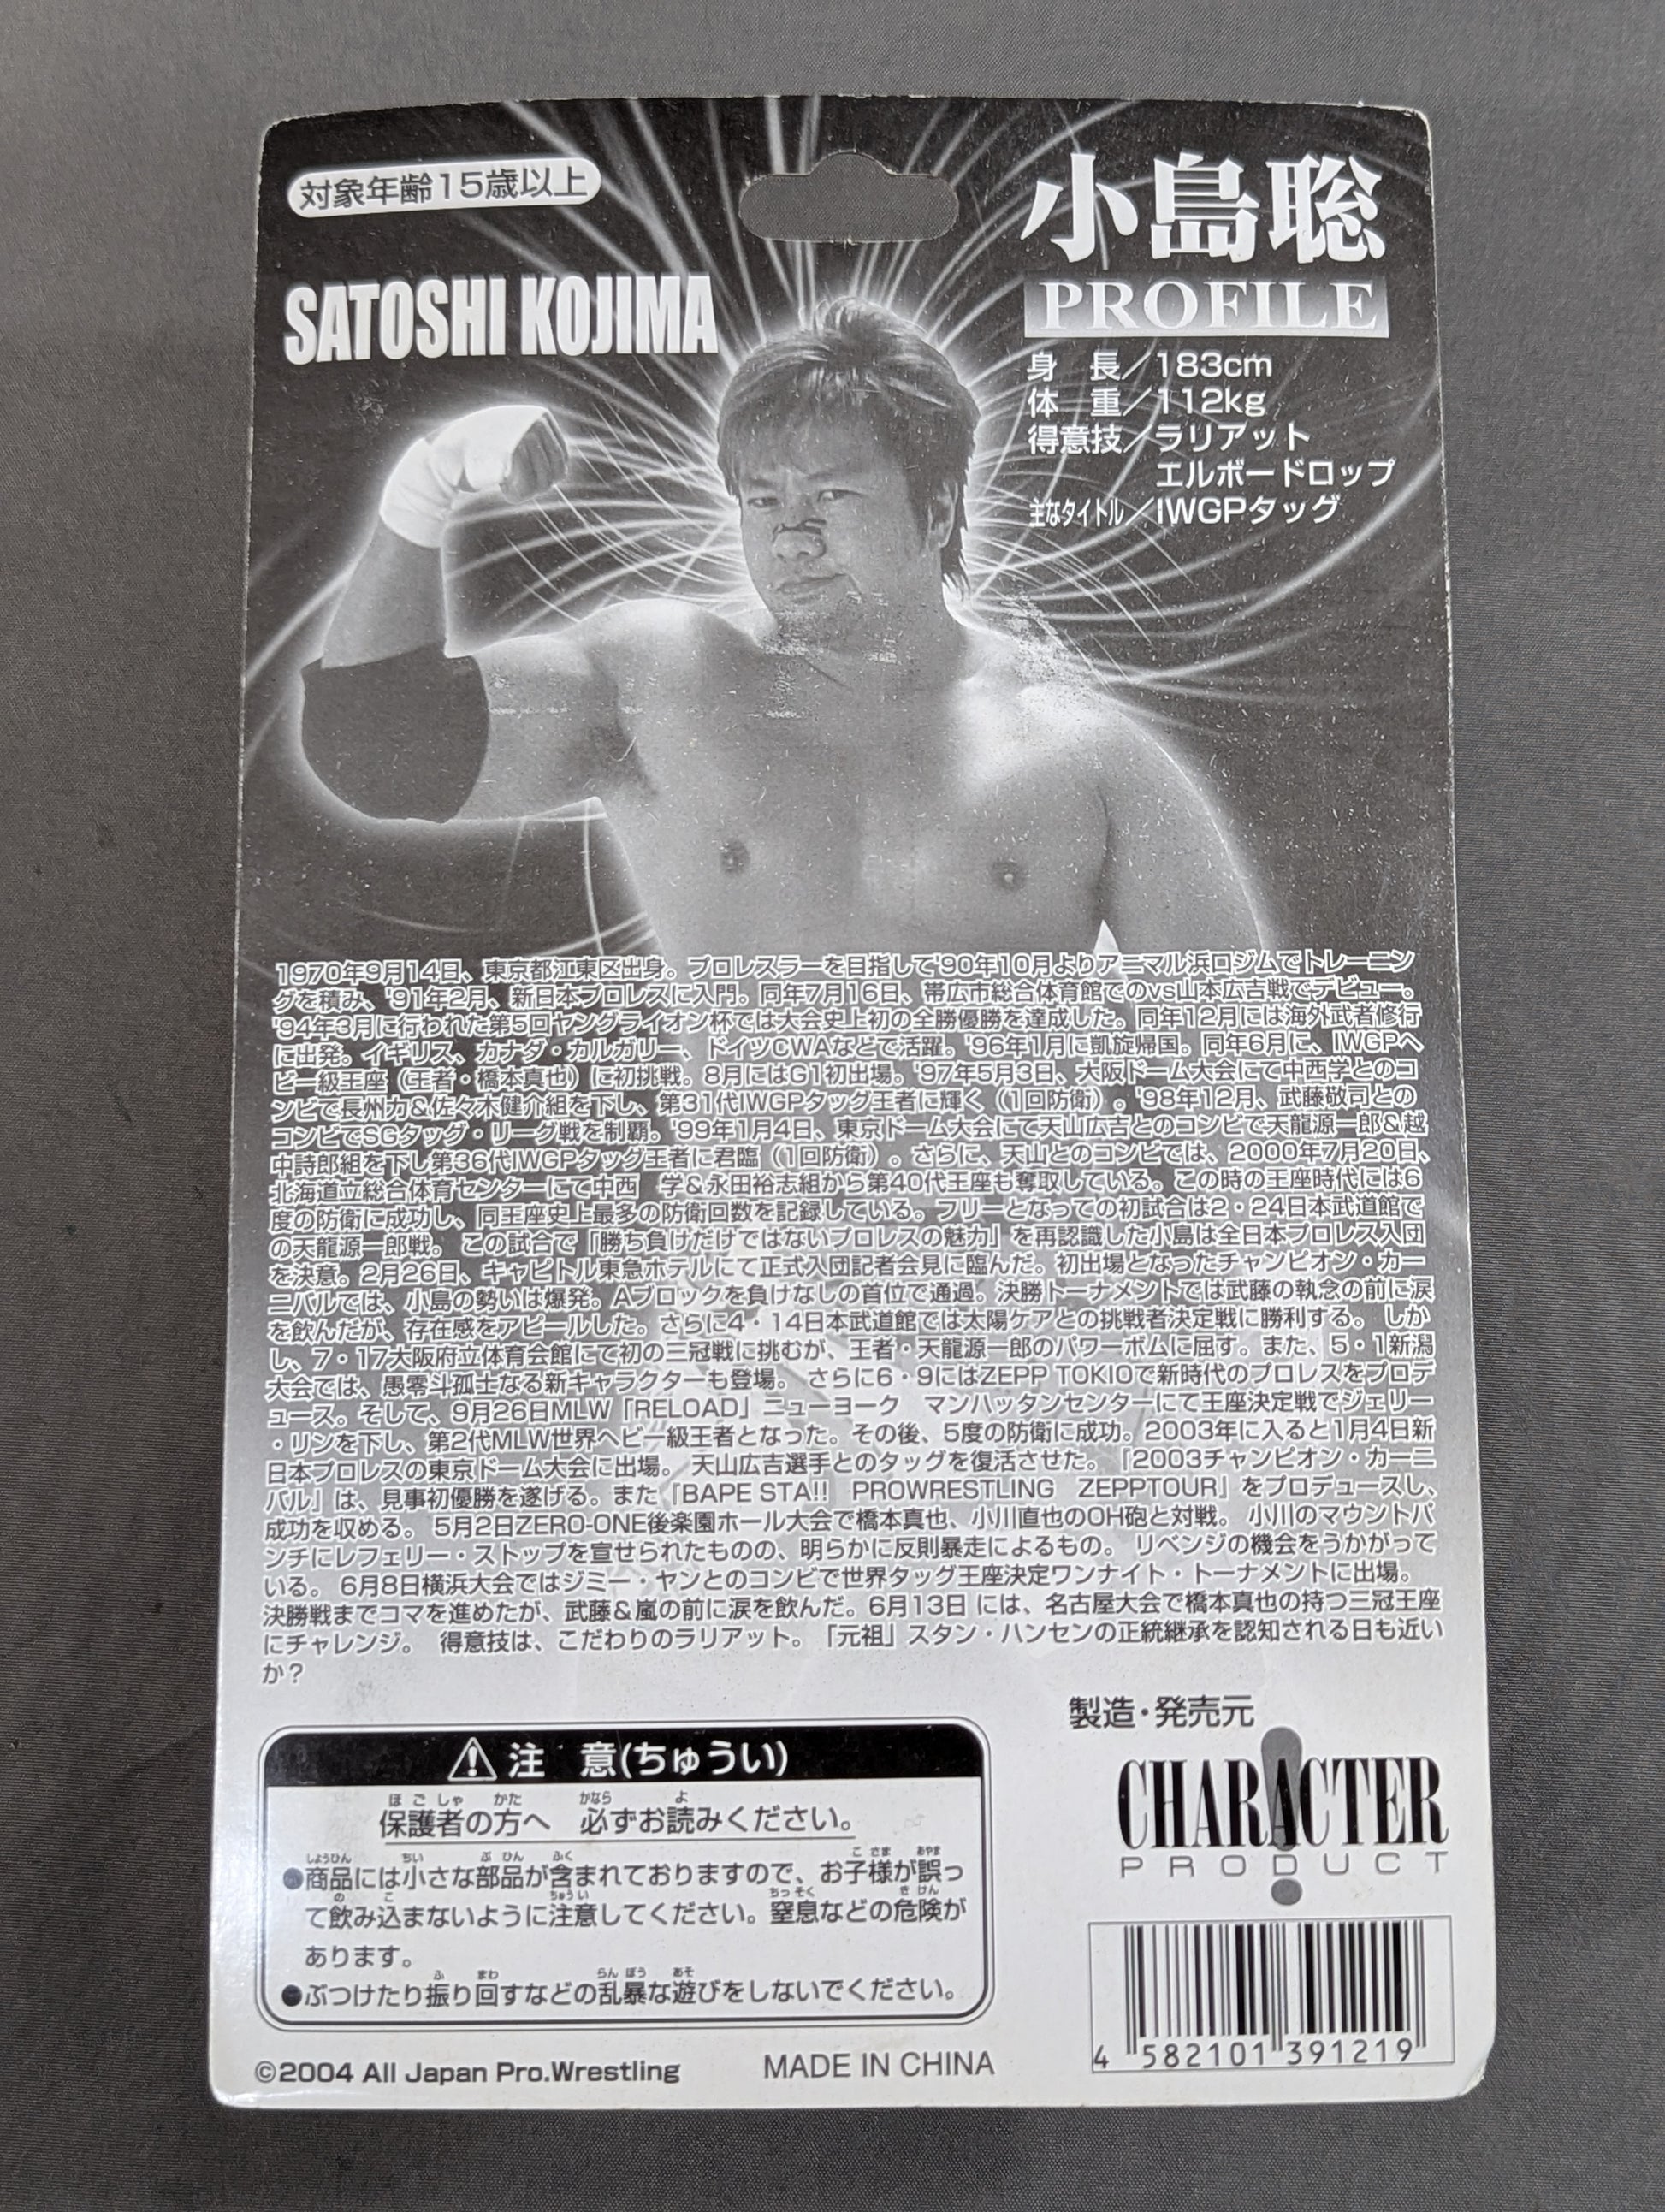 対象年齢15歳以上
SATOSHI KOJIMA
小島聡
PROFILE
身　長／183cm
体　重／112kg
得意技／ラリアット
エルボードロップ
主なタイトル／IWGPタッグ
1970年9月14日、東京都江東区出身。プロレスラーを目指して'90年10月よりアニマル浜口ジムでトレーニン
グを積み、'91年2月、新日本プロレスに入門。同年7月16日、帯広市総合体育館でのvs山本広吉戦でデビュー。
'94年3月に行われた第5回ヤングライオン杯では大会史上初の全勝優勝を達成した。同年12月には海外武者修行
に出発。イギリス、カナダ・カルガリー、ドイツCWAなどで活躍。'96年1月に凱旋帰国。同年6月に、IWGPヘ
ビー級王座（王者・橋本真也）に初挑戦。8月にはG1初出場。'97年5月3日、大阪ドーム大会にて中西学とのコ
ンビで長州力&佐々木健介組を下し、第31代IWGPタッグ王者に輝く（1回防衛）。'98年12月、武藤敬司との
コンビでSGタッグ・リーグ戦を制覇。'99年1月4日、東京ドーム大会にて天山広吉とのコンビで天龍源一郎&越
中詩郎組を下し第36代IWGPタッグ王者に君臨（1回防衛）。さらに、天山とのコンビでは、2000年7月20日、
北海道立総合体育センターにて中西　学&永田裕志組から第40代王座も奪取している。この時の王座時代には6
度の防衛に成功し、同王座史上最多の防衛回数を記録している。フリーとなっての初試合は2・24日本武道館で
の天龍源一郎戦。 この試合で「勝ち負けだけではないプロレスの魅力」を再認識した小島は全日本プロレス入団
を決意。2月26日、キャピトル東急ホテルにて正式入団記者会見に臨んだ。初出場となったチャンピオン・カー
ニバルでは、小島の勢いは爆発。Aブロックを負けなしの首位で通過。決勝トーナメントでは武藤の執念の前に涙
を飲んだが、存在感をアピールした。さらに4・14日本武道館では太陽ケアとの挑戦者決定戦に勝利する。 しか
し、7・17大阪府立体育会館にて初の三冠戦に挑むが、王者・天龍源一郎のパワーボムに屈す。また、5・1新潟
大会では、愚零斗孤士なる新キャラクターも登場。 さらに6・9にはZEPP TOKIOで新時代のプロレスをプロデ
ュース。そして、9月26日MLW「RELOAD」ニューヨーク　マンハッタンセンターにて王座決定戦でジェリー
・リンを下し、第2代MLW世界ヘビー級王者となった。その後、5度の防衛に成功。2003年に入ると1月4日新
日本プロレスの東京ドーム大会に出場。 天山広吉選手とのタッグを復活させた。「2003チャンピオン・カーニ
バル」は、見事初優勝を遂げる。また「BAPE STA!!　PROWRESTLING　ZEPPTOUR」をプロデュースし、
成功を収める。 5月2日ZERO-ONE後楽園ホール大会で橋本真也、小川直也のOH砲と対戦。 小川のマウントパ
ンチにレフェリー・ストップを宣せられたものの、明らかに反則暴走によるもの。 リベンジの機会をうかがって
いる。 6月8日横浜大会ではジミー・ヤンとのコンビで世界タッグ王座決定ワンナイト・トーナメントに出場。
決勝戦までコマを進めたが、武藤＆嵐の前に涙を飲んだ。6月13日 には、名古屋大会で橋本真也の持つ三冠王座
にチャレンジ。 得意技は、こだわりのラリアット。「元祖」スタン・ハンセンの正統継承を認知される日も近い
か？
⚠注　意(ちゅうい)
ほごしゃ かた かなら よ
保護者の方へ　必ずお読みください。
しょうひん ちい ぶひん ふく こさま あやま
●商品には小さな部品が含まれておりますので、お子様が誤っ
の こ ちゅうい ちっそく きけん
て飲み込まないように注意してください。窒息などの危険が
あります。
ふ まわ らんぼう あそ
●ぶつけたり振り回すなどの乱暴な遊びをしないでください。
製造・発売元
CHARACTER
PRODUCT
4 582101 391219
©2004 All Japan Pro.Wrestling
MADE IN CHINA